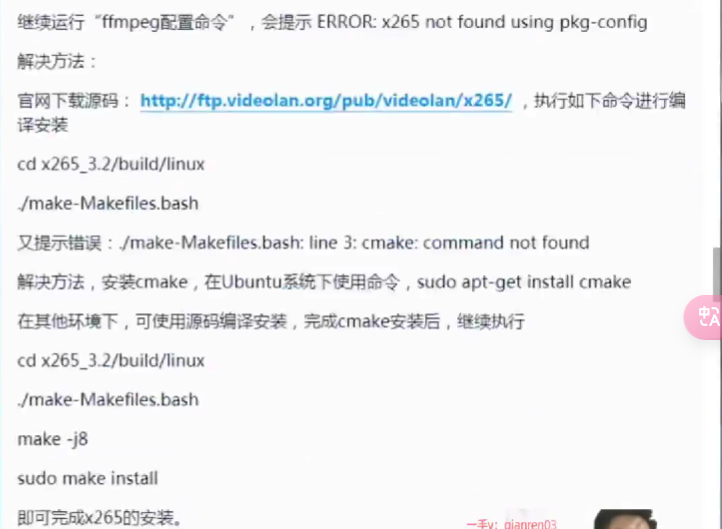 继续运行“ffmpeg配置命令”，会提示 ERROR: x265 not found using pkg-config
解决方法：
官网下载源码： http://ftp.videolan.org/pub/videolan/x265/ ，执行如下命令进行编
译安装
cd x265_3.2/build/linux
./make-Makefiles.bash
又提示错误：./make-Makefiles.bash: line 3: cmake: command not found
解决方法，安装cmake，在Ubuntu系统下使用命令，sudo apt-get install cmake
在其他环境下，可使用源码编译安装，完成cmake安装后，继续执行
cd x265_3.2/build/linux
./make-Makefiles.bash
make -j8
sudo make install
即可完成x265的安装。
一手v：qianren03